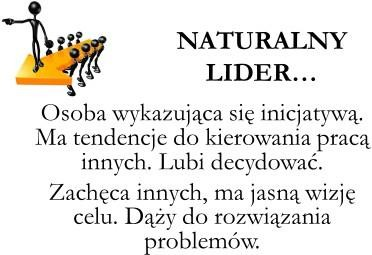 NATURALNY
LIDER…
Osoba wykazująca się inicjatywą.
Ma tendencje do kierowania pracą
innych. Lubi decydować.
Zachęca innych, ma jasną wizję
celu. Dąży do rozwiązania
problemów.